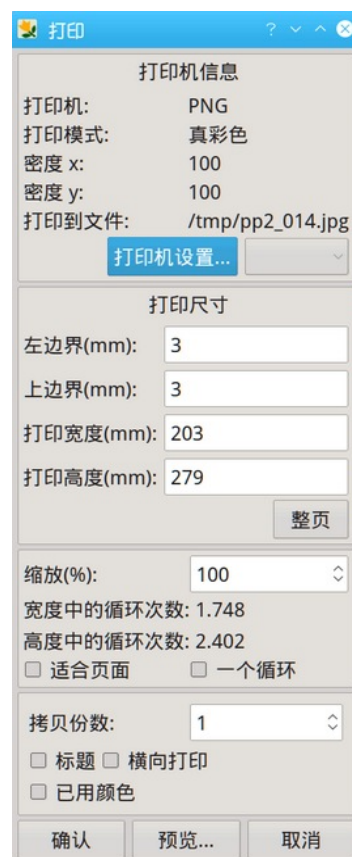 打印
打印机信息
打印机: PNG
打印模式: 真彩色
密度 x: 100
密度 y: 100
打印到文件: /tmp/pp2_014.jpg
打印机设置...
打印尺寸
左边界(mm): 3
上边界(mm): 3
打印宽度(mm): 203
打印高度(mm): 279
整页
缩放(%): 100
宽度中的循环次数: 1.748
高度中的循环次数: 2.402
适合页面 一个循环
拷贝份数: 1
标题 横向打印
已用颜色
确认 预览... 取消